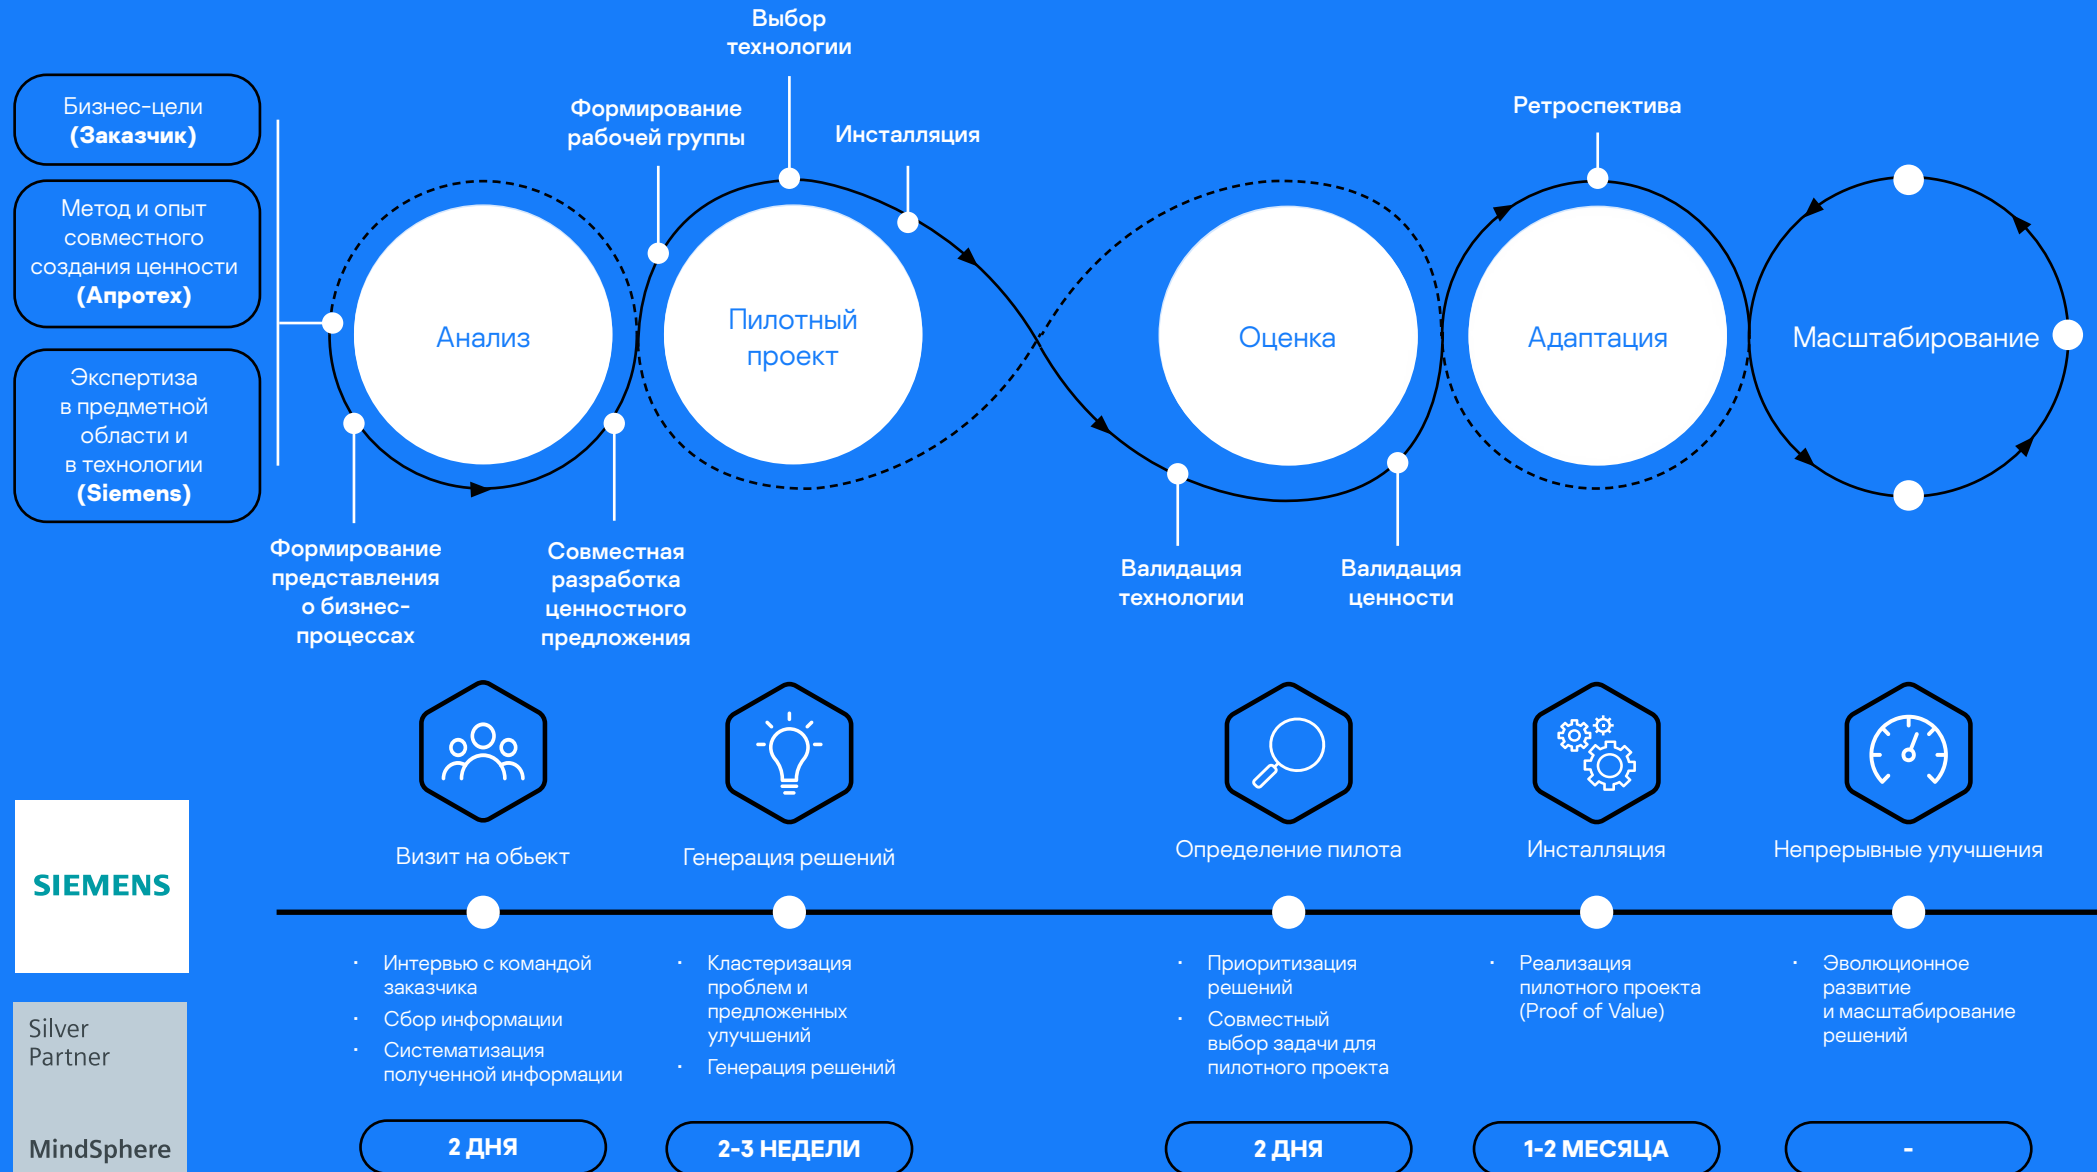 Выбор
технологии
Бизнес-цели
(Заказчик)
Формирование
рабочей группы
Инсталляция
Ретроспектива
Метод и опыт
совместного
создания ценности
(Апротех)
Экспертиза
в предметной
области и
в технологии
(Siemens)
Анализ
Пилотный
проект
Оценка
Адаптация
Масштабирование
Формирование
представления
о бизнес-
процессах
Совместная
разработка
ценностного
предложения
Валидация
технологии
Валидация
ценности
Визит на обьект
Генерация решений
Определение пилота
Инсталляция
Непрерывные улучшения
SIEMENS
Silver
Partner
MindSphere
· Интервью с командой
заказчика
· Сбор информации
· Систематизация
полученной информации
· Кластеризация
проблем и
предложенных
улучшений
· Генерация решений
· Приоритизация
решений
· Совместный
выбор задачи для
пилотного проекта
· Реализация
пилотного проекта
(Proof of Value)
· Эволюционное
развитие
и масштабирование
решений
2 ДНЯ
2-3 НЕДЕЛИ
2 ДНЯ
1-2 МЕСЯЦА
-